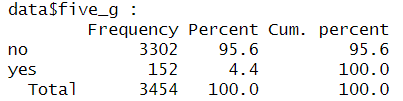 data$five_g :
Frequency Percent Cum. percent
no 3302 95.6 95.6
yes 152 4.4 100.0
Total 3454 100.0 100.0